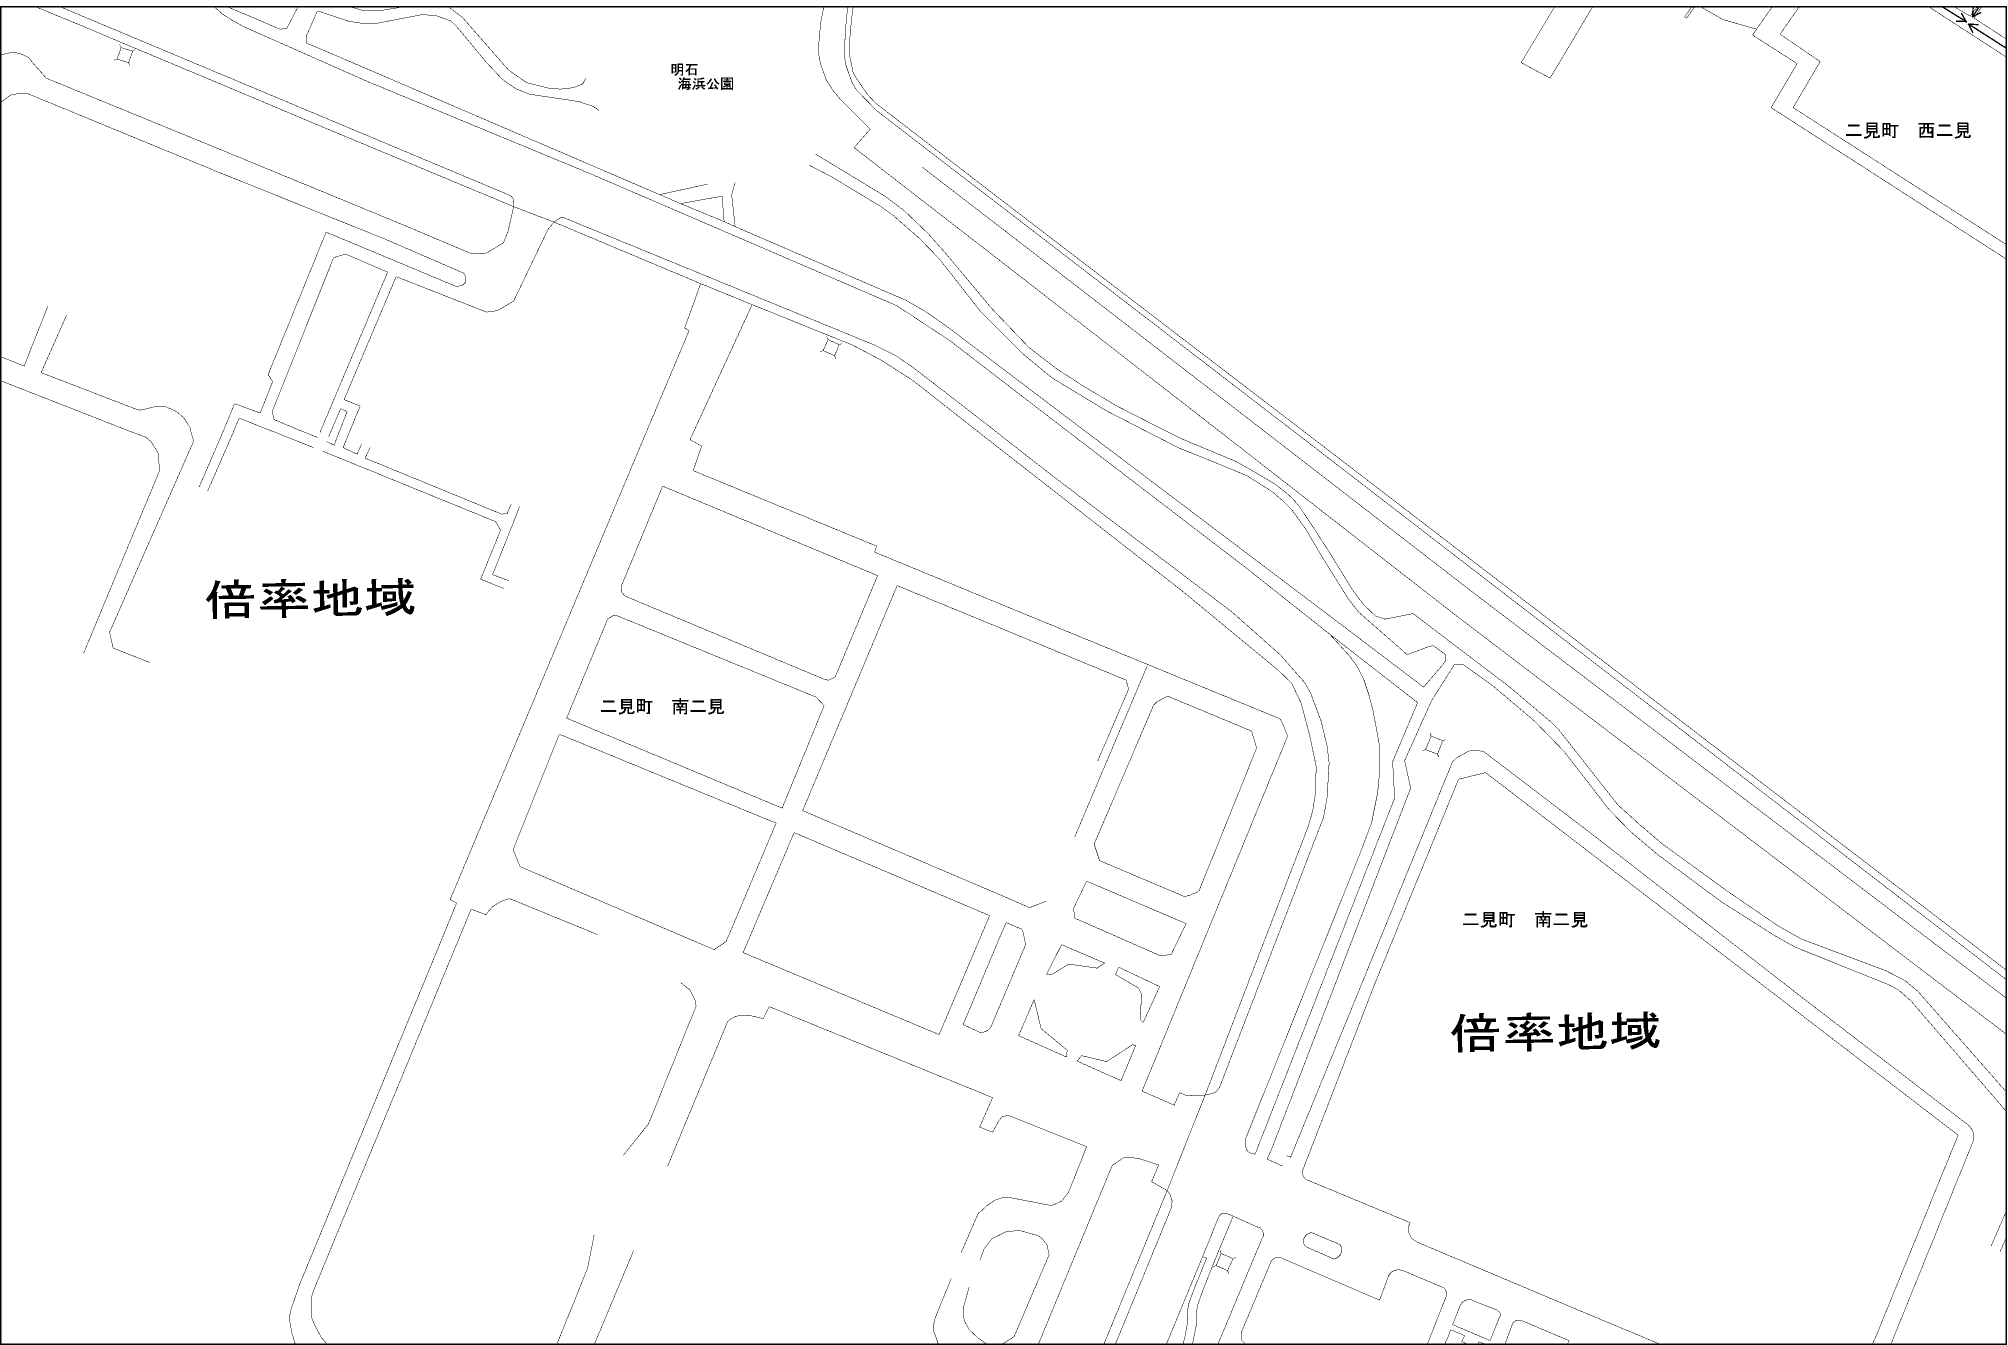 明石
海浜公園
二見町　西二見
倍率地域
二見町　南二見
二見町　南二見
倍率地域